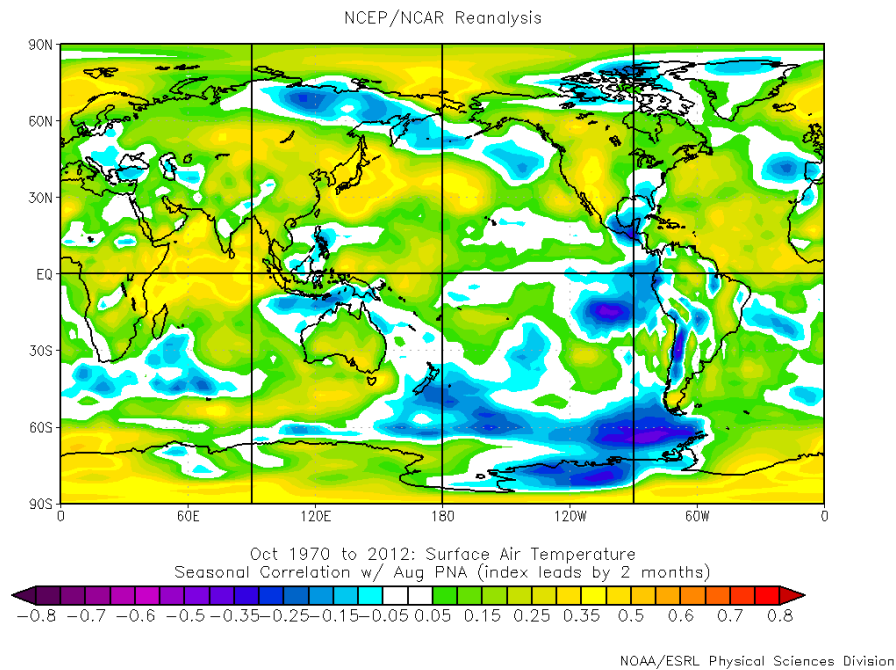 NCEP/NCAR Reanalysis
90N
60N
30N
EQ
30S
60S
90S
0 60E 120E 180 120W 60W 0
Oct 1970 to 2012: Surface Air Temperature
Seasonal Correlation w/ Aug PNA (index leads by 2 months)
-0.8 -0.6 -0.5 -0.35 -0.25 -0.15 -0.05 0.05 0.15 0.25 0.35 0.5 0.6 0.7 0.8
NOAA/ESRL Physical Sciences Division